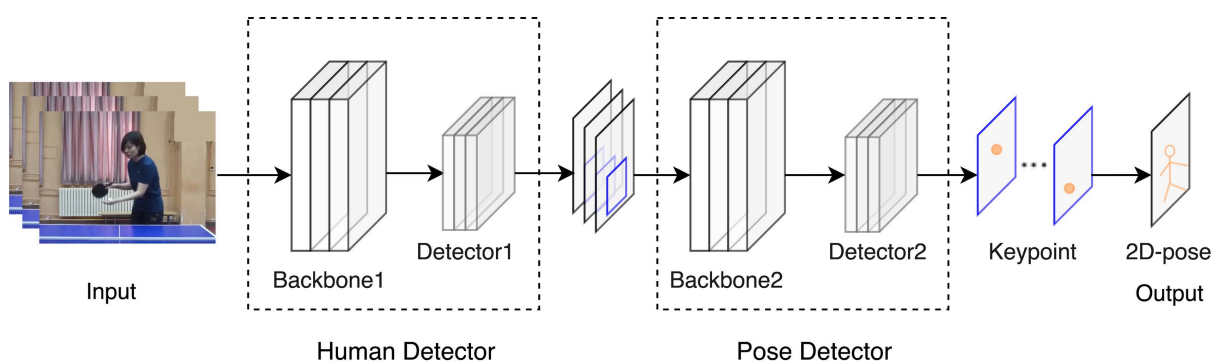 Input
Backbone1
Detector1
Human Detector
Backbone2
Detector2
Pose Detector
Keypoint
2D-pose
Output